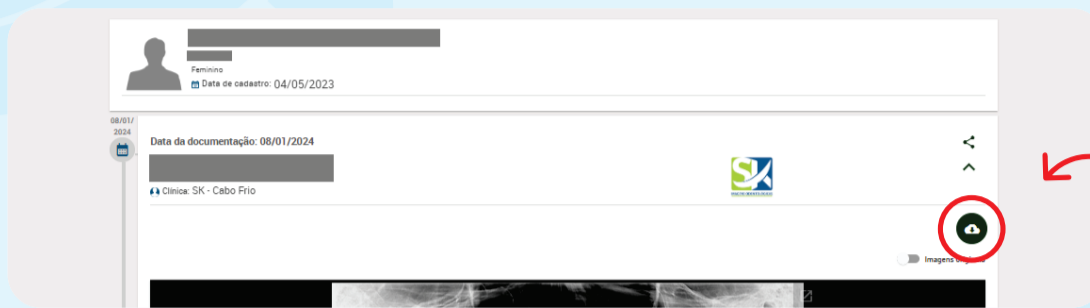 Feminino
Data de cadastro: 04/05/2023
08/01/
2024
Data da documentação: 08/01/2024
SK
Clínica: SK - Cabo Frio
Imagens